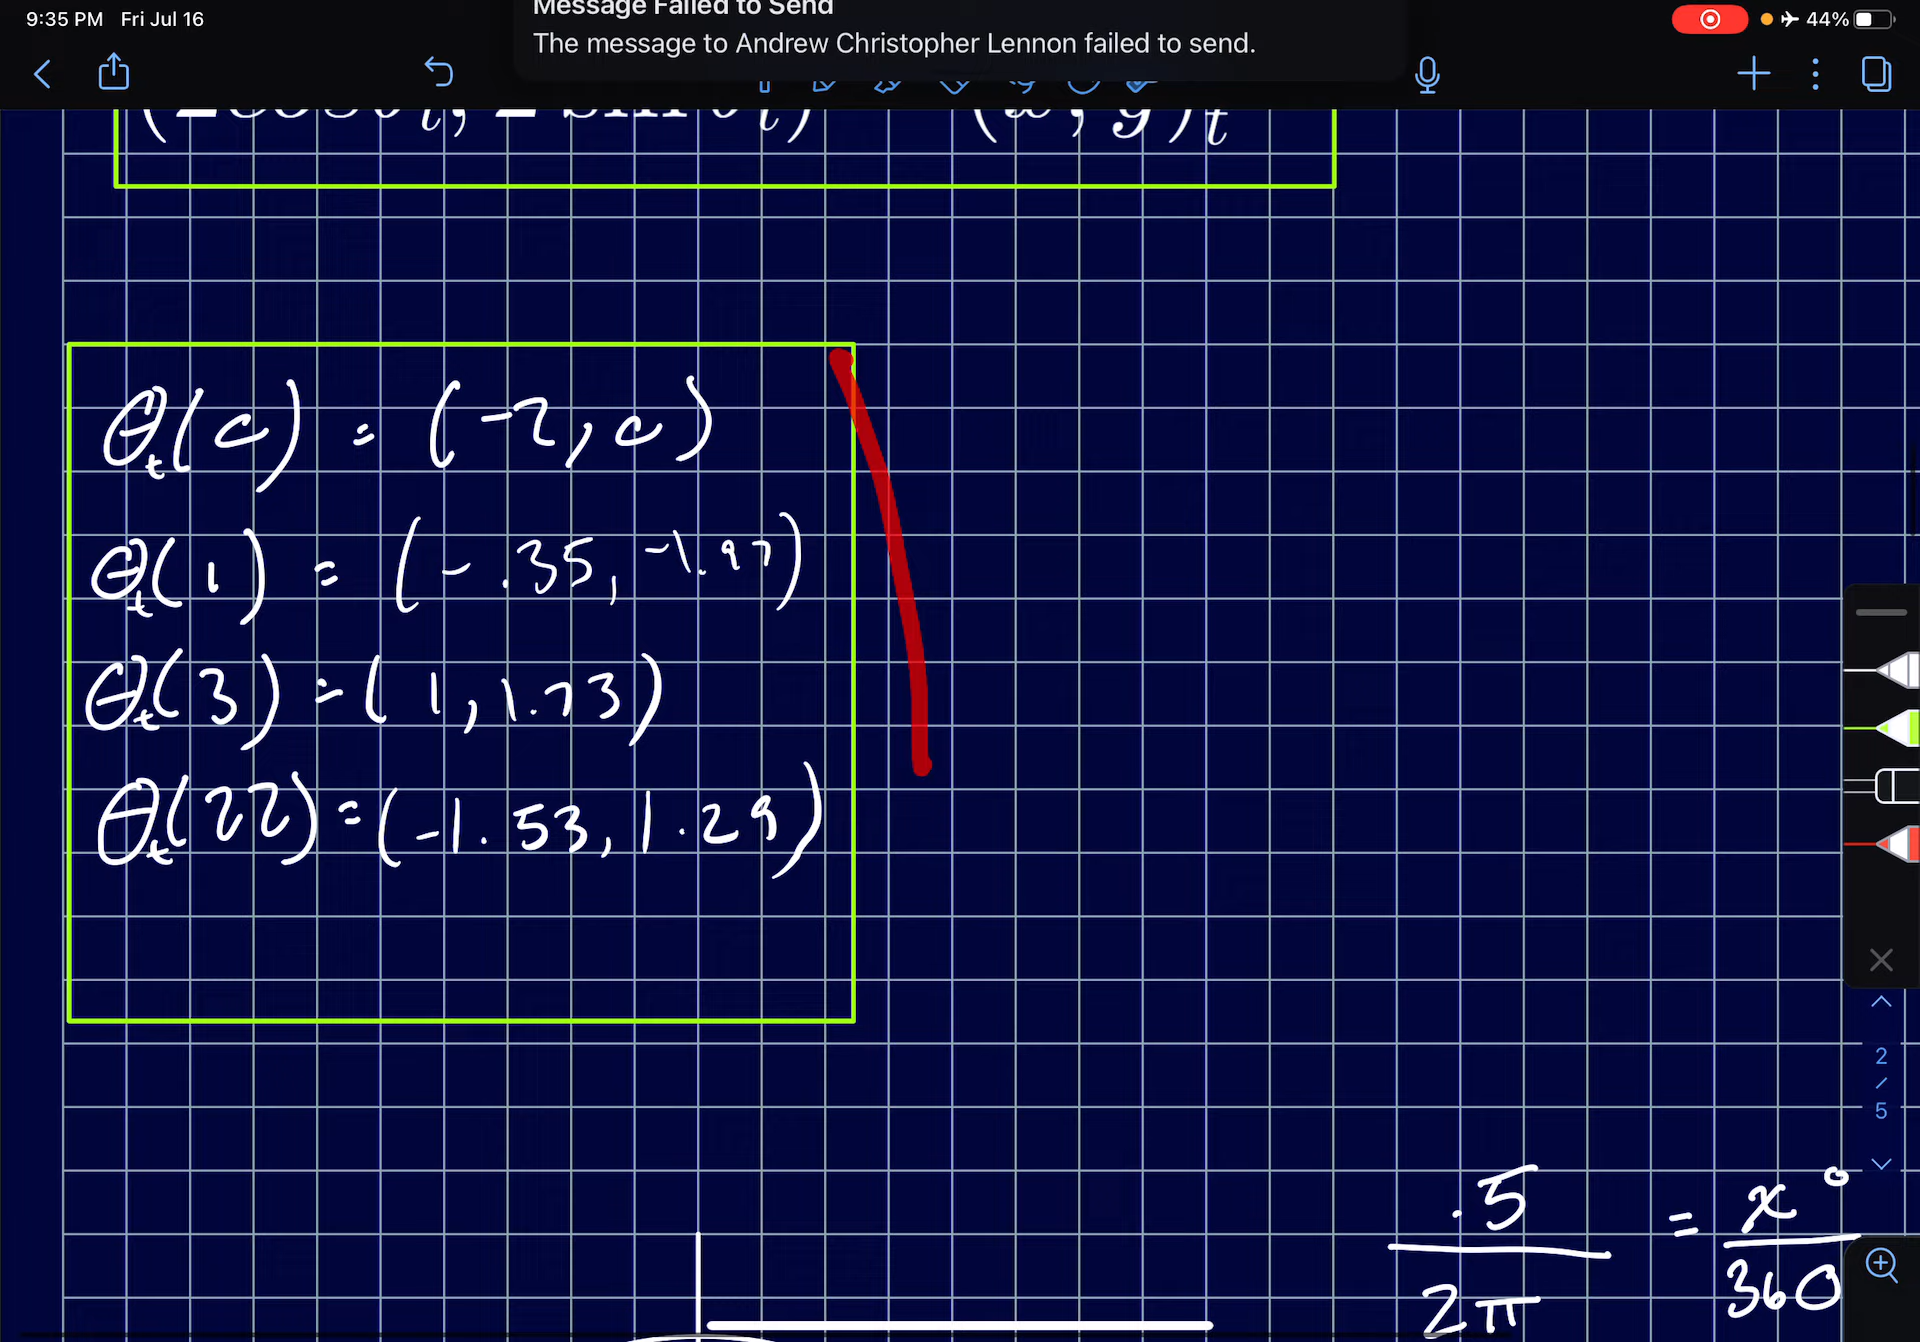 9:35 PM Fri Jul 16
44%
Message Failed to Send
The message to Andrew Christopher Lennon failed to send.
θₜ(0) = (-2, 0)
θₜ(1) = (-.35, -1.97)
θₜ(3) = (1, 1.73)
θₜ(22) = (-1.53, 1.29)
2
/
5
.5 = x°
2π 360